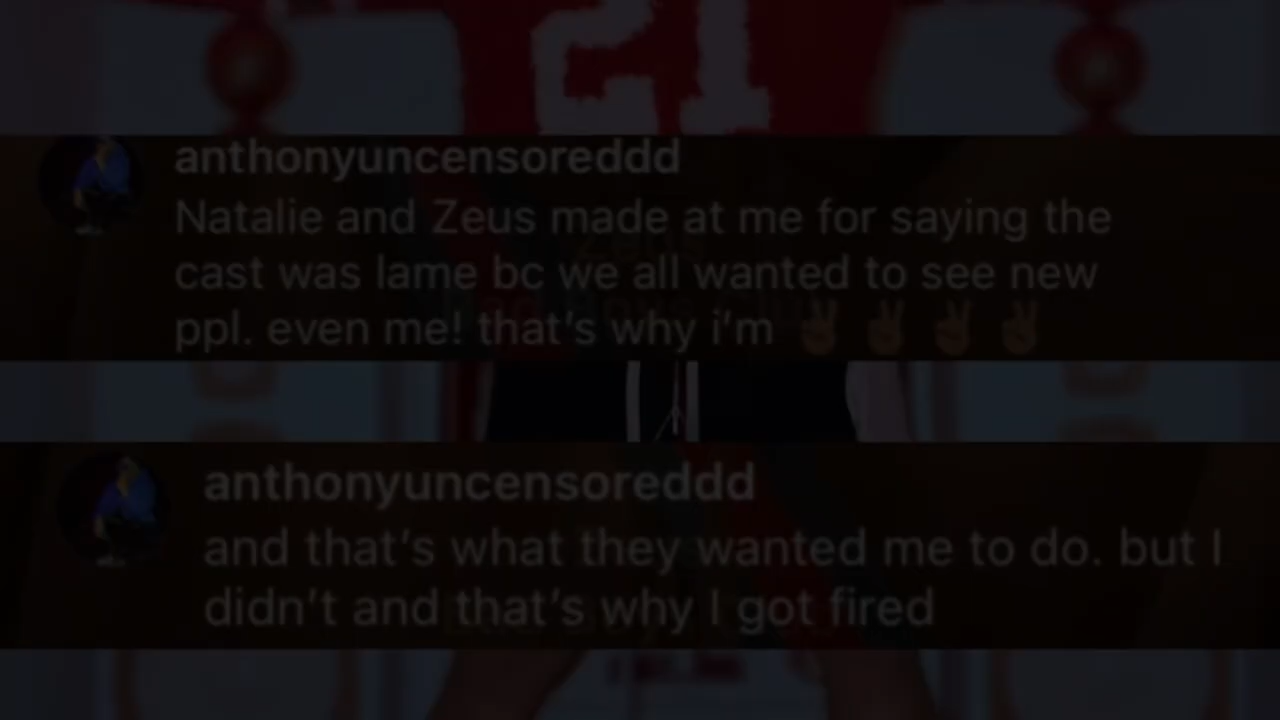 21
anthonyuncensoreddd
Natalie and Zeus made at me for saying the
cast was lame bc we all wanted to see new
ppl. even me! that's why i'm ✌🏾 ✌🏾 ✌🏾 ✌🏾
anthonyuncensoreddd
and that's what they wanted me to do. but I
didn't and that's why I got fired